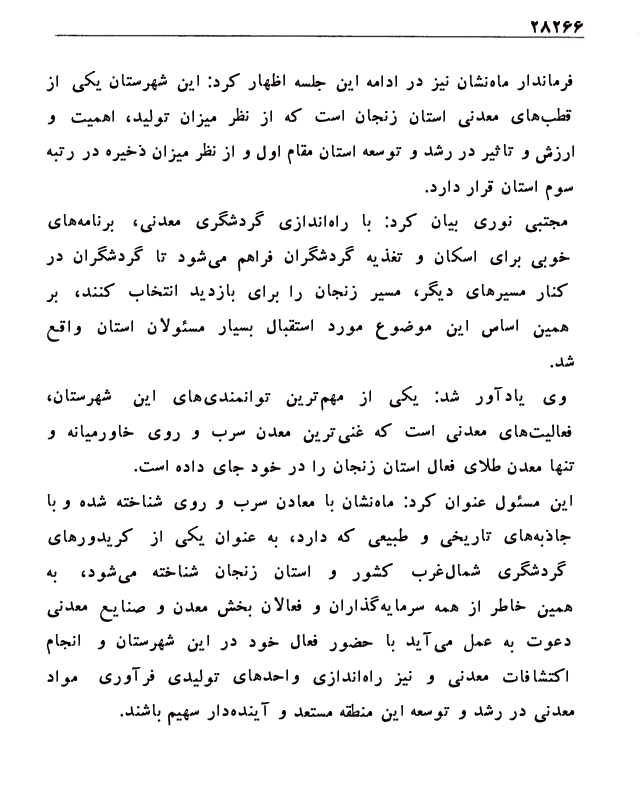 ۲۸۲۶۶
فرماندار ماه‌نشان نیز در ادامه این جلسه اظهار کرد: این شهرستان یکی از
قطب‌های معدنی استان زنجان است که از نظر میزان تولید، اهمیت و
ارزش و تاثیر در رشد و توسعه استان مقام اول و از نظر میزان ذخیره در رتبه
سوم استان قرار دارد.
مجتبی نوری بیان کرد: با راه‌اندازی گردشگری معدنی، برنامه‌های
خوبی برای اسکان و تغذیه گردشگران فراهم می‌شود تا گردشگران در
کنار مسیرهای دیگر، مسیر زنجان را برای بازدید انتخاب کنند، بر
همین اساس این موضوع مورد استقبال بسیار مسئولان استان واقع
شد.
وی یادآور شد: یکی از مهم‌ترین توانمندی‌های این شهرستان،
فعالیت‌های معدنی است که غنی‌ترین معدن سرب و روی خاورمیانه و
تنها معدن طلای فعال استان زنجان را در خود جای داده است.
این مسئول عنوان کرد: ماه‌نشان با معادن سرب و روی شناخته شده و با
جاذبه‌های تاریخی و طبیعی که دارد، به عنوان یکی از کریدورهای
گردشگری شمال‌غرب کشور و استان زنجان شناخته می‌شود، به
همین خاطر از همه سرمایه‌گذاران و فعالان بخش معدن و صنایع معدنی
دعوت به عمل می‌آید با حضور فعال خود در این شهرستان و انجام
اکتشافات معدنی و نیز راه‌اندازی واحدهای تولیدی فرآوری مواد
معدنی در رشد و توسعه این منطقه مستعد و آینده‌دار سهیم باشند.